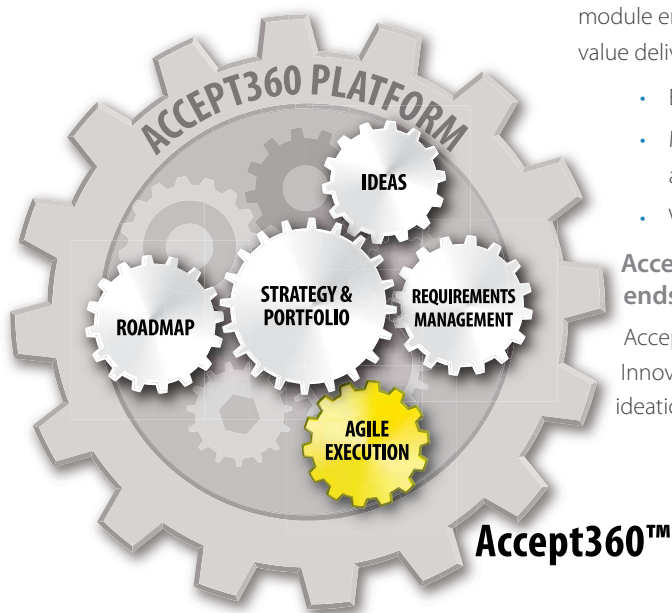 module en
value deliv
ACCEPT360 PLATFORM
IDEAS
STRATEGY &
PORTFOLIO
ROADMAP
REQUIREMENTS
MANAGEMENT
AGILE
EXECUTION
Accep
ends
Accep
Innov
ideatio
Accept360™